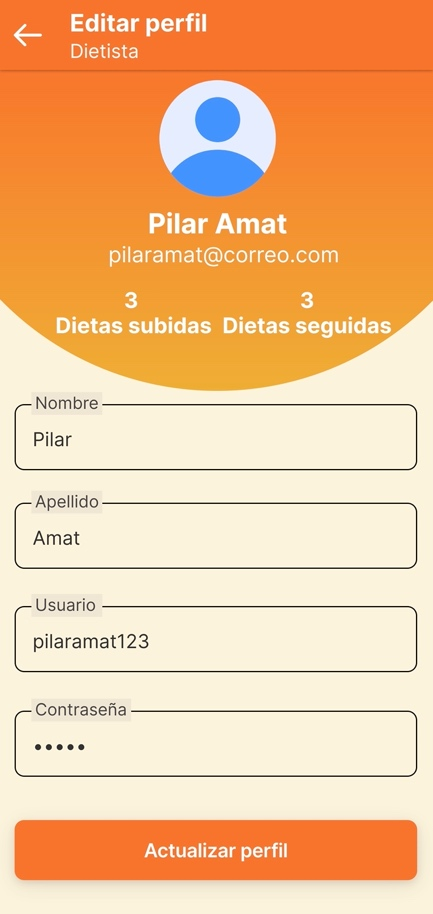 Editar perfil
Dietista
Pilar Amat
pilaramat@correo.com
3 3
Dietas subidas Dietas seguidas
Nombre
Pilar
Apellido
Amat
Usuario
pilaramat123
Contraseña
•••••
Actualizar perfil